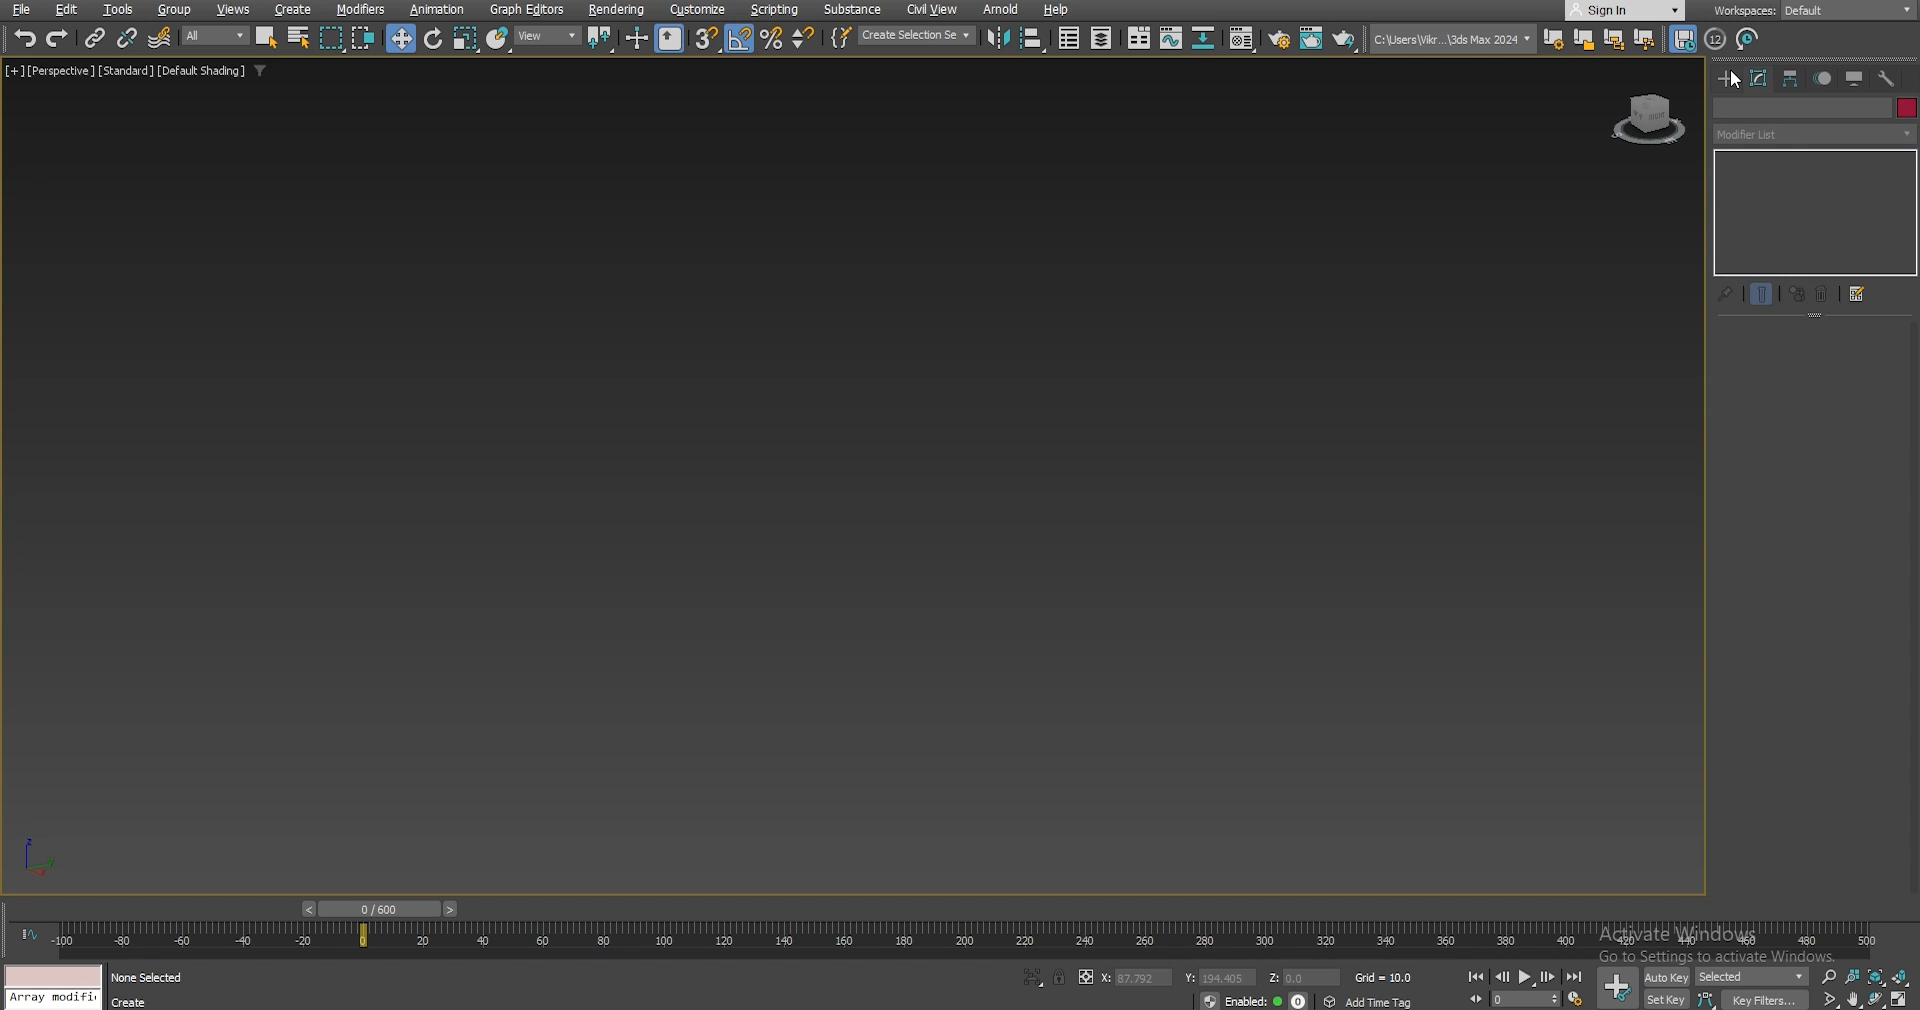 File Edit Tools Group Views Create Modifiers Animation Graph Editors Rendering Customize Scripting Substance Civil View Arnold Help Sign In Workspaces: Default
All View Create Selection Se C:\Users\Vikr...\3ds Max 2024 12
[+] [Perspective] [Standard] [Default Shading]
RIGHT
Modifier List
z
y
< 0 / 600 >
-100 -80 -60 -40 -20 0 20 40 60 80 100 120 140 160 180 200 220 240 260 280 300 320 340 360 380 400 420 440 460 480 500
Activate Windows
Go to Settings to activate Windows.
None Selected X: 87.792 Y: 194.405 Z: 0.0 Grid = 10.0 Auto Key Selected
Array modifi Create Enabled: 0 Add Time Tag 0 Set Key Key Filters...